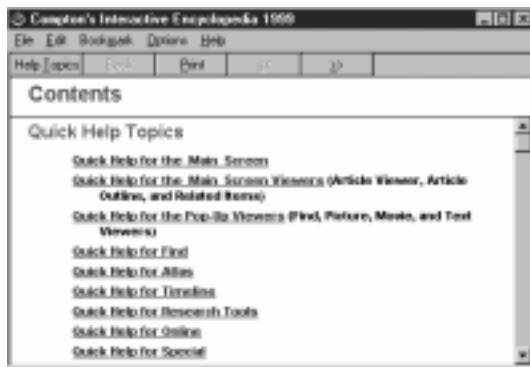 Compton's Interactive Encyclopedia 1999
File Edit Bookmark Options Help
Help Topics Back Print << >>
Contents
Quick Help Topics
Quick Help for the Main Screen
Quick Help for the Main Screen Viewers (Article Viewer, Article
Outline, and Related Items)
Quick Help for the Pop-Up Viewers (Find, Picture, Movie, and Text
Viewers)
Quick Help for Find
Quick Help for Atlas
Quick Help for Timeline
Quick Help for Research Tools
Quick Help for Online
Quick Help for Special